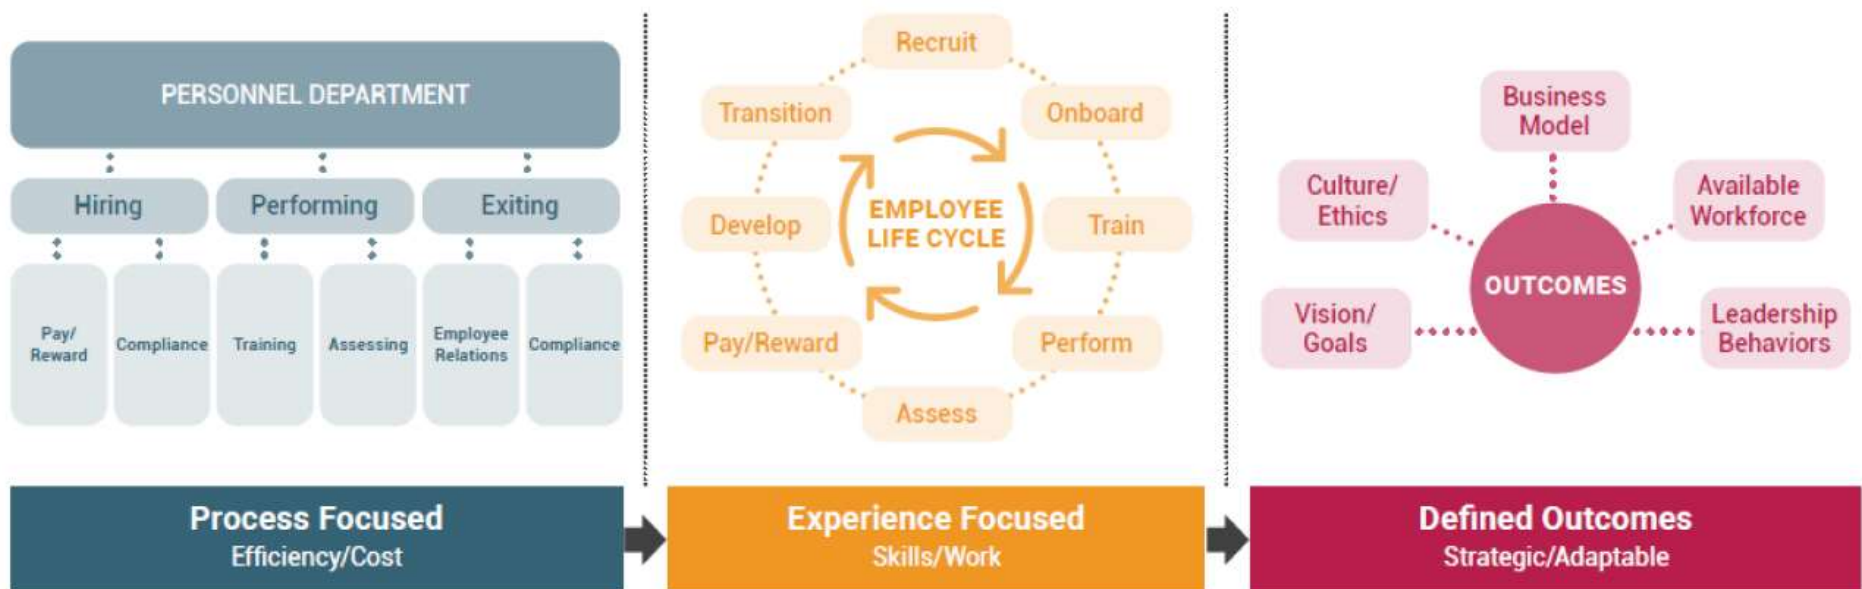 PERSONNEL DEPARTMENT
Hiring
Performing
Exiting
Pay/
Reward
Compliance
Training
Assessing
Employee
Relations
Compliance
Process Focused
Efficiency/Cost
Recruit
Onboard
Train
Perform
Assess
Pay/Reward
Develop
Transition
EMPLOYEE
LIFE CYCLE
Experience Focused
Skills/Work
Business
Model
Available
Workforce
Leadership
Behaviors
Vision/
Goals
Culture/
Ethics
OUTCOMES
Defined Outcomes
Strategic/Adaptable